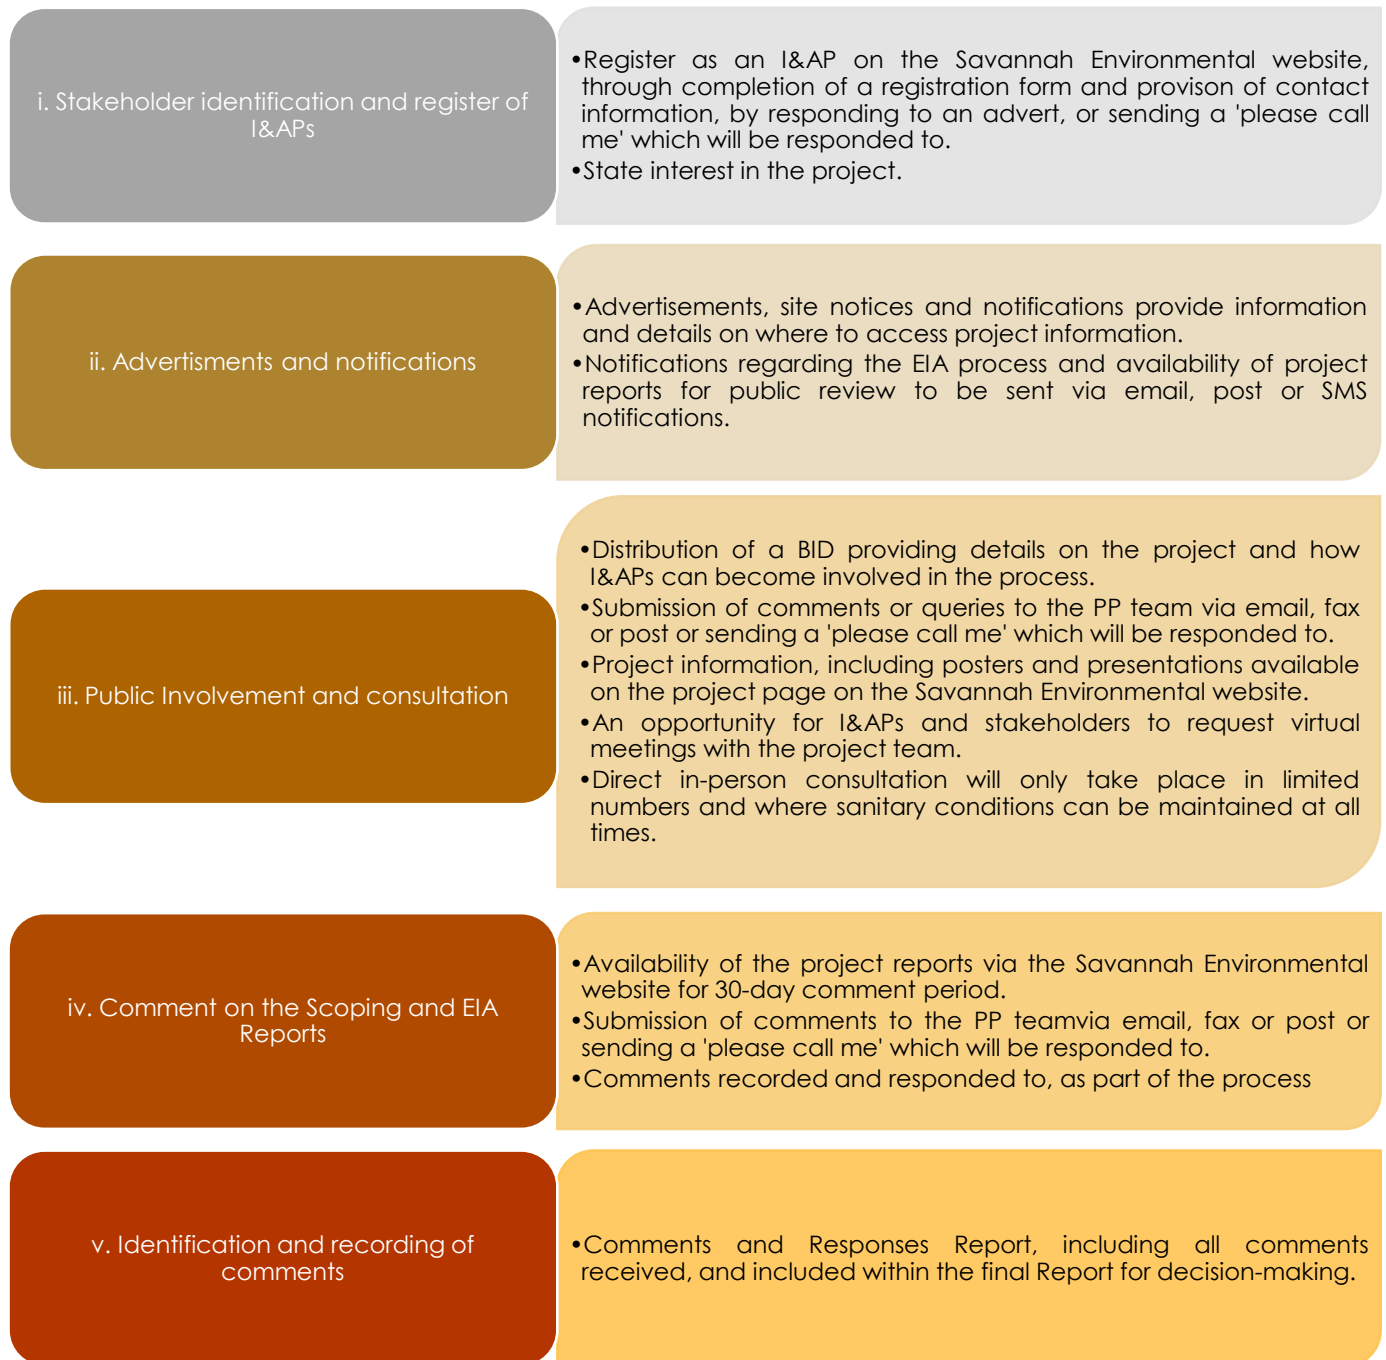 i. Stakeholder identification and register of
I&APs
•Register as an I&AP on the Savannah Environmental website,
through completion of a registration form and provison of contact
information, by responding to an advert, or sending a 'please call
me' which will be responded to.
•State interest in the project.
ii. Advertisments and notifications
•Advertisements, site notices and notifications provide information
and details on where to access project information.
•Notifications regarding the EIA process and availability of project
reports for public review to be sent via email, post or SMS
notifications.
iii. Public Involvement and consultation
•Distribution of a BID providing details on the project and how
I&APs can become involved in the process.
•Submission of comments or queries to the PP team via email, fax
or post or sending a 'please call me' which will be responded to.
•Project information, including posters and presentations available
on the project page on the Savannah Environmental website.
•An opportunity for I&APs and stakeholders to request virtual
meetings with the project team.
•Direct in-person consultation will only take place in limited
numbers and where sanitary conditions can be maintained at all
times.
iv. Comment on the Scoping and EIA
Reports
•Availability of the project reports via the Savannah Environmental
website for 30-day comment period.
•Submission of comments to the PP teamvia email, fax or post or
sending a 'please call me' which will be responded to.
•Comments recorded and responded to, as part of the process
v. Identification and recording of
comments
•Comments and Responses Report, including all comments
received, and included within the final Report for decision-making.